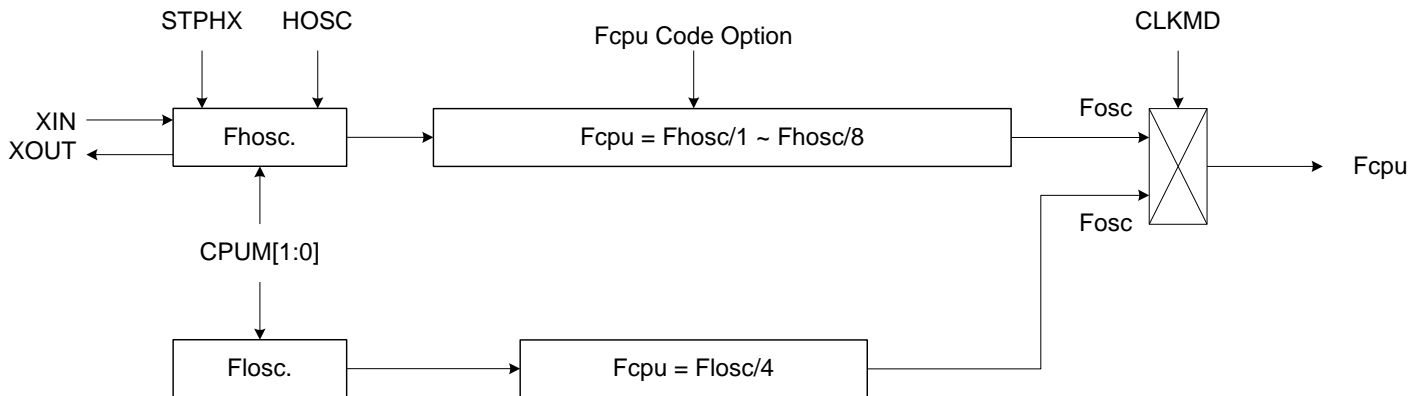 STPHX HOSC
Fcpu Code Option
CLKMD
XIN
XOUT
Fhosc.
Fcpu = Fhosc/1 ~ Fhosc/8
Fosc
Fcpu
Fosc
CPUM[1:0]
Flosc.
Fcpu = Flosc/4